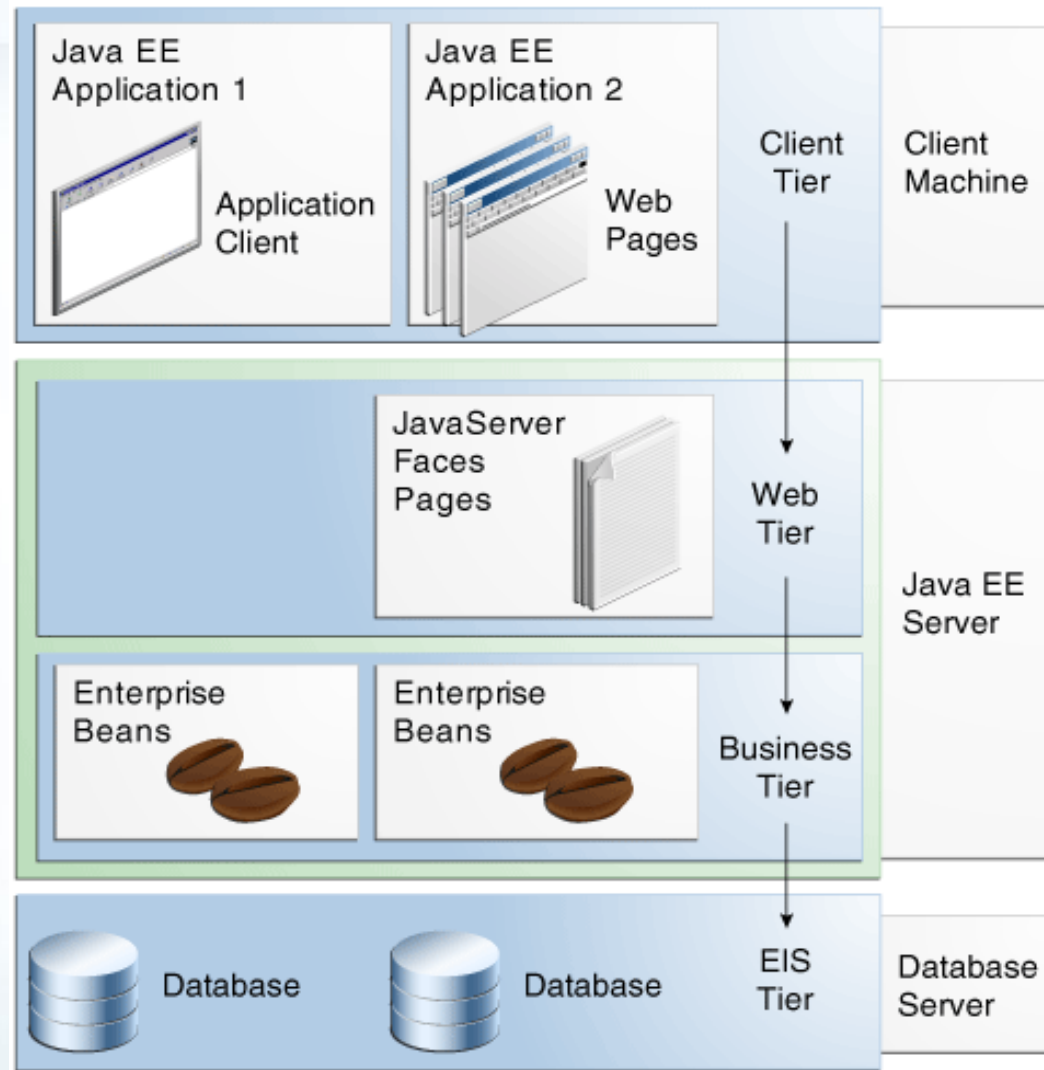 Java EE
Application 1
Application
Client
Java EE
Application 2
Web
Pages
Client
Tier
Client
Machine
JavaServer
Faces
Pages
Web
Tier
Java EE
Server
Enterprise
Beans
Enterprise
Beans
Business
Tier
Database
Database
EIS
Tier
Database
Server